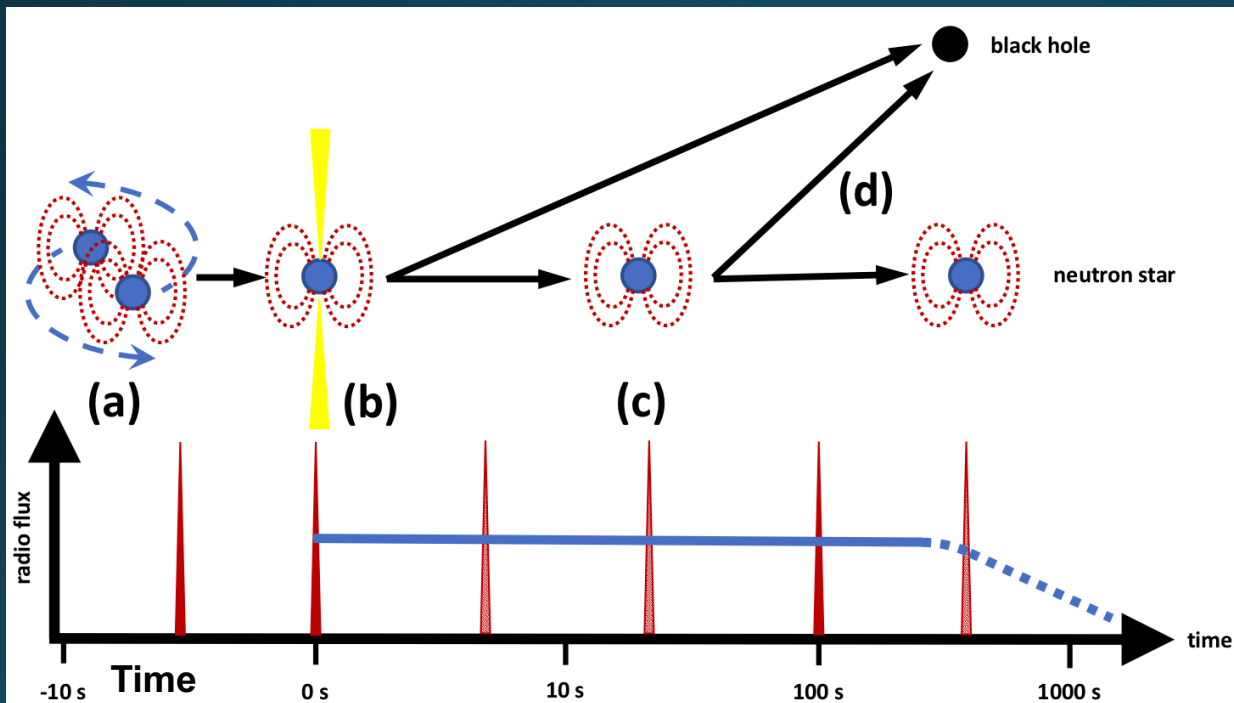 black hole
(d)
neutron star
(a)
(b)
(c)
radio flux
time
Time
-10 s
0 s
10 s
100 s
1000 s